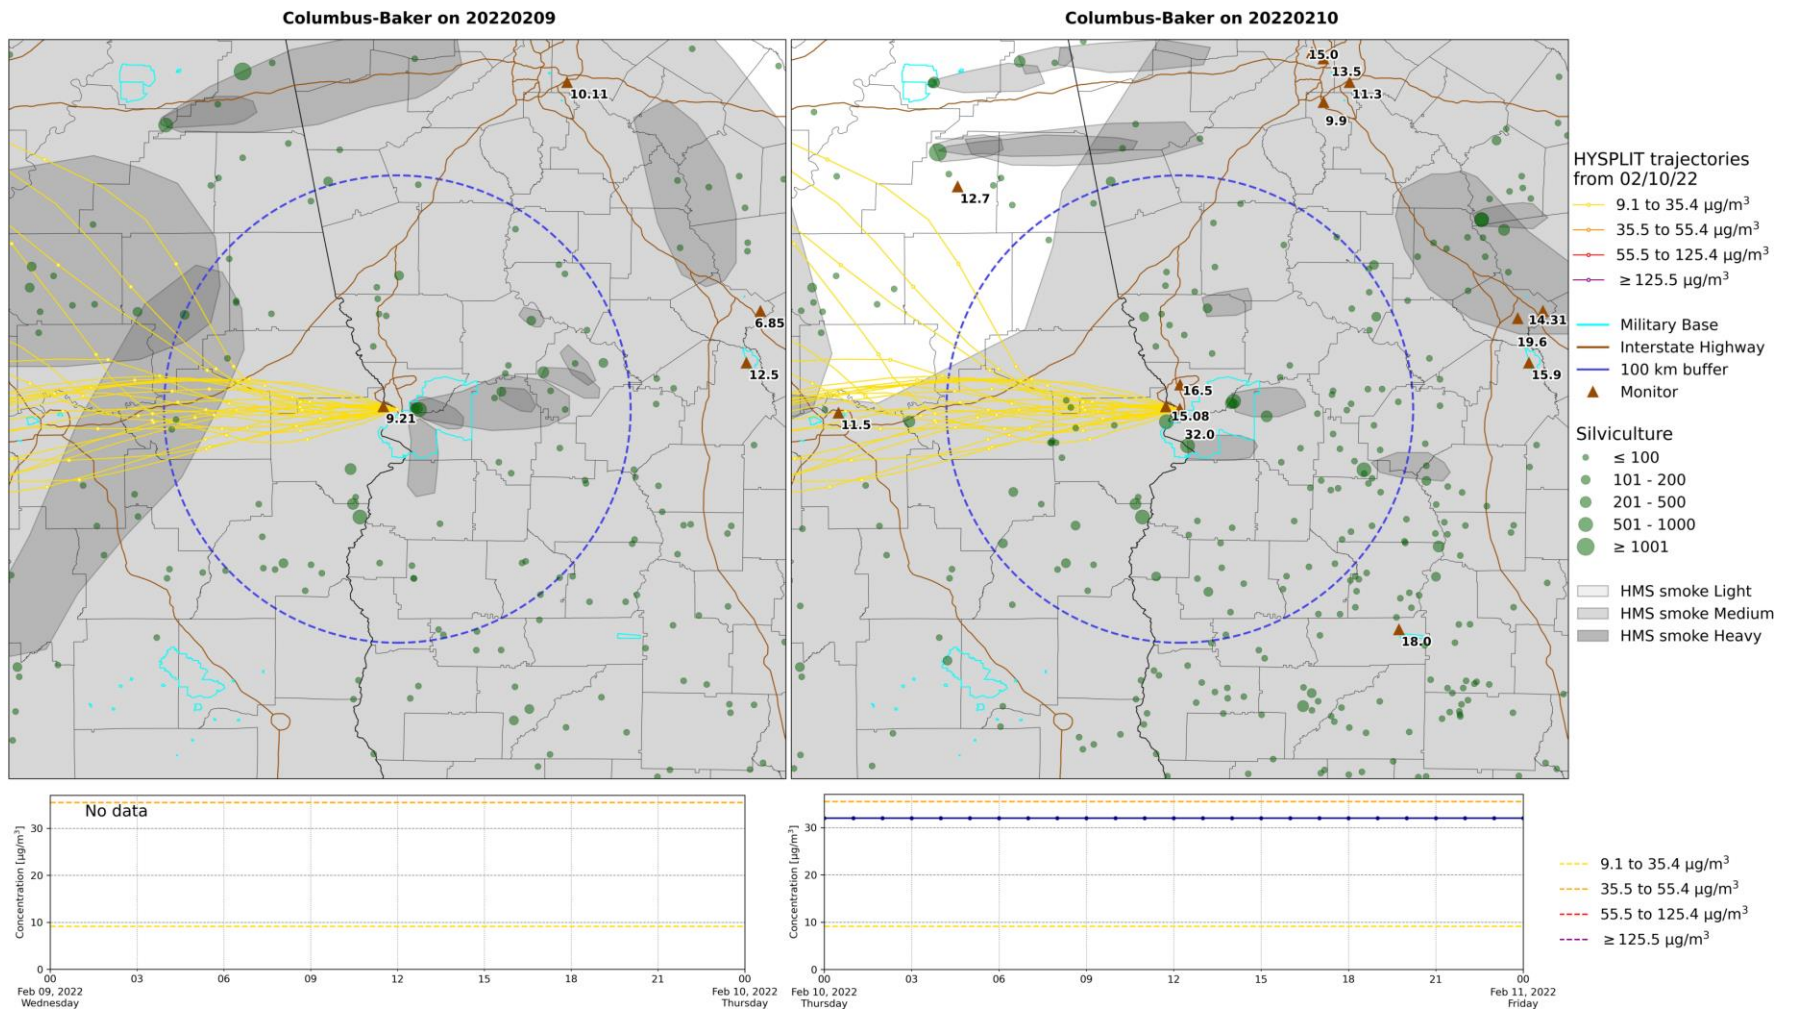 Columbus-Baker on 20220209
10.11
6.85
12.5
9.21
Columbus-Baker on 20220210
15.0
13.5
11.3
9.9
12.7
14.31
19.6
15.9
16.5
15.08
11.5
32.0
18.0
HYSPLIT trajectories
from 02/10/22
9.1 to 35.4 μg/m³
35.5 to 55.4 μg/m³
55.5 to 125.4 μg/m³
≥ 125.5 μg/m³
Military Base
Interstate Highway
100 km buffer
Monitor
Silviculture
≤ 100
101 - 200
201 - 500
501 - 1000
≥ 1001
HMS smoke Light
HMS smoke Medium
HMS smoke Heavy
No data
Concentration [μg/m³]
30
20
10
0
00 03 06 09 12 15 18 21 00
Feb 09, 2022 Feb 10, 2022
Wednesday Thursday
Concentration [μg/m³]
30
20
10
0
00 03 06 09 12 15 18 21 00
Feb 10, 2022 Feb 11, 2022
Thursday Friday
9.1 to 35.4 μg/m³
35.5 to 55.4 μg/m³
55.5 to 125.4 μg/m³
≥ 125.5 μg/m³